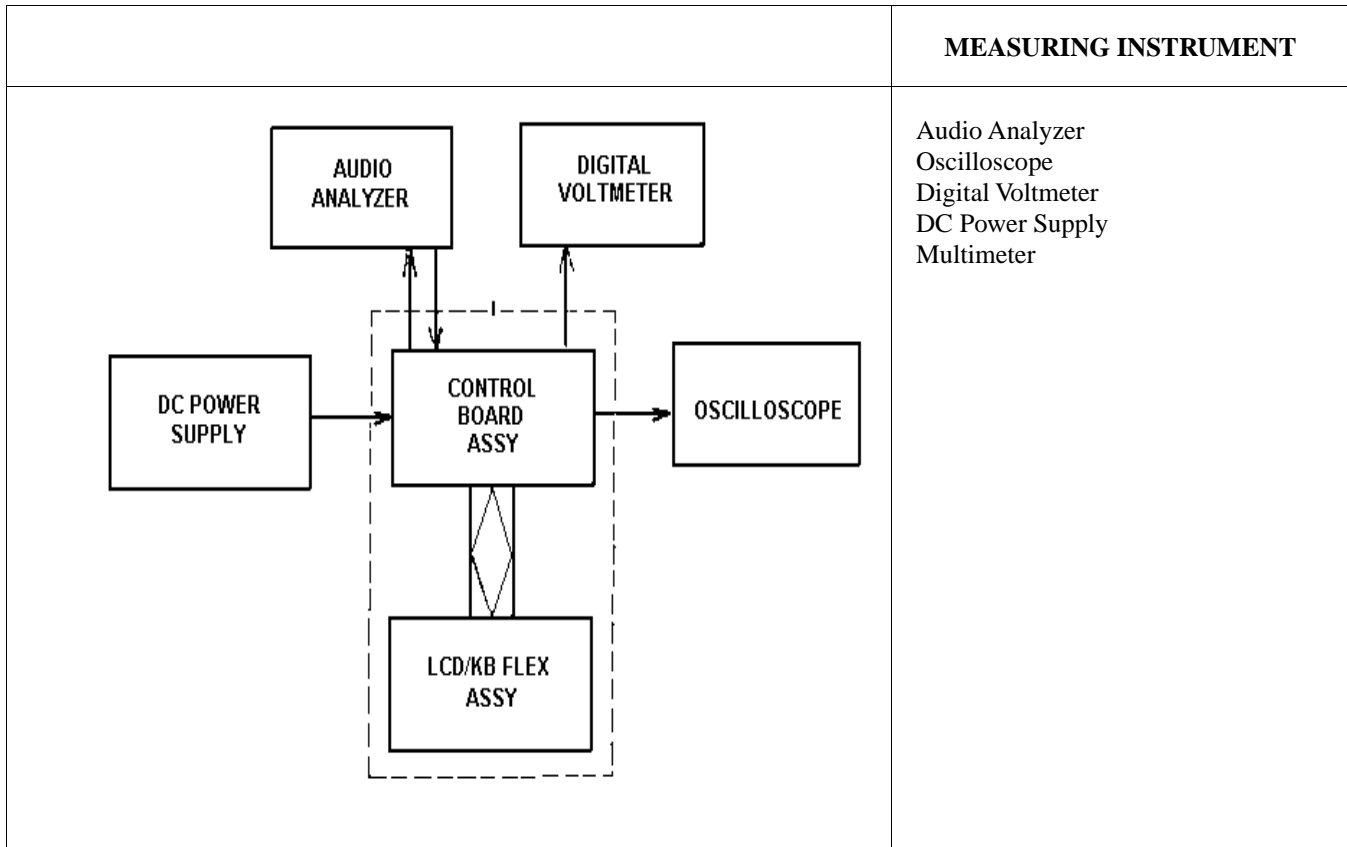 MEASURING INSTRUMENT
AUDIO
ANALYZER
DIGITAL
VOLTMETER
DC POWER
SUPPLY
CONTROL
BOARD
ASSY
OSCILLOSCOPE
LCD/KB FLEX
ASSY
Audio Analyzer
Oscilloscope
Digital Voltmeter
DC Power Supply
Multimeter